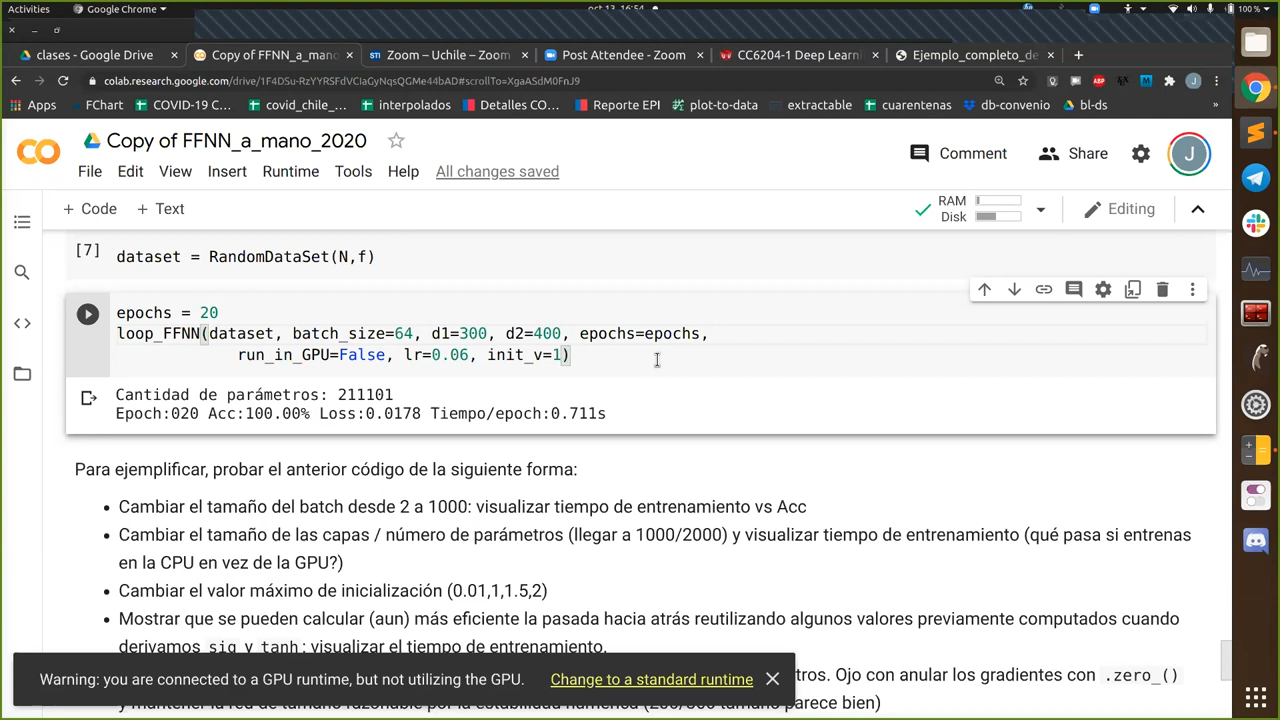 Activities
Google Chrome
oct 13, 16:54
100 %
clases - Google Drive
Copy of FFNN_a_mano_
Zoom – Uchile – Zoom
Post Attendee - Zoom
CC6204-1 Deep Learni
Ejemplo_completo_de
colab.research.google.com/drive/1F4DSu-RzYYRSFdVCIaGyNqsQGMe44bAD#scrollTo=XgaASdM0FnJ9
Apps
FChart
COVID-19 C...
covid_chile_...
interpolados
Detalles CO...
Reporte EPI
plot-to-data
extractable
cuarentenas
db-convenio
bl-ds
»
CO
Copy of FFNN_a_mano_2020
Comment
Share
J
File Edit View Insert Runtime Tools Help All changes saved
+ Code + Text
RAM
Disk
Editing
[7] dataset = RandomDataSet(N,f)
epochs = 20
loop_FFNN(dataset, batch_size=64, d1=300, d2=400, epochs=epochs,
run_in_GPU=False, lr=0.06, init_v=1)
Cantidad de parámetros: 211101
Epoch:020 Acc:100.00% Loss:0.0178 Tiempo/epoch:0.711s
Para ejemplificar, probar el anterior código de la siguiente forma:
• Cambiar el tamaño del batch desde 2 a 1000: visualizar tiempo de entrenamiento vs Acc
• Cambiar el tamaño de las capas / número de parámetros (llegar a 1000/2000) y visualizar tiempo de entrenamiento (qué pasa si entrenas
en la CPU en vez de la GPU?)
• Cambiar el valor máximo de inicialización (0.01,1,1.5,2)
• Mostrar que se pueden calcular (aun) más eficiente la pasada hacia atrás reutilizando algunos valores previamente computados cuando
derivamos sig y tanh: visualizar el tiempo de entrenamiento.
tros. Ojo con anular los gradientes con .zero_()
Warning: you are connected to a GPU runtime, but not utilizing the GPU. Change to a standard runtime